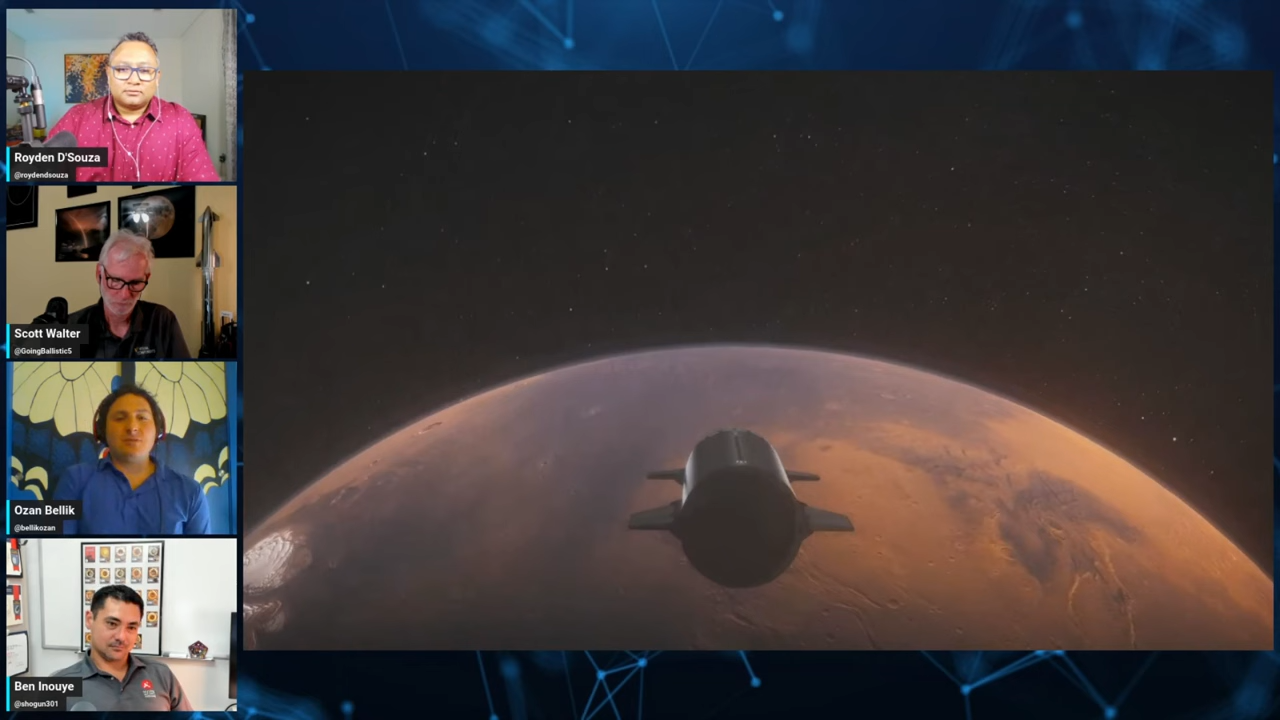 Royden D'Souza
@roydendsouza
Scott Walter
@GoingBallistic5
Ozan Bellik
@bellikozan
Ben Inouye
@shogun301